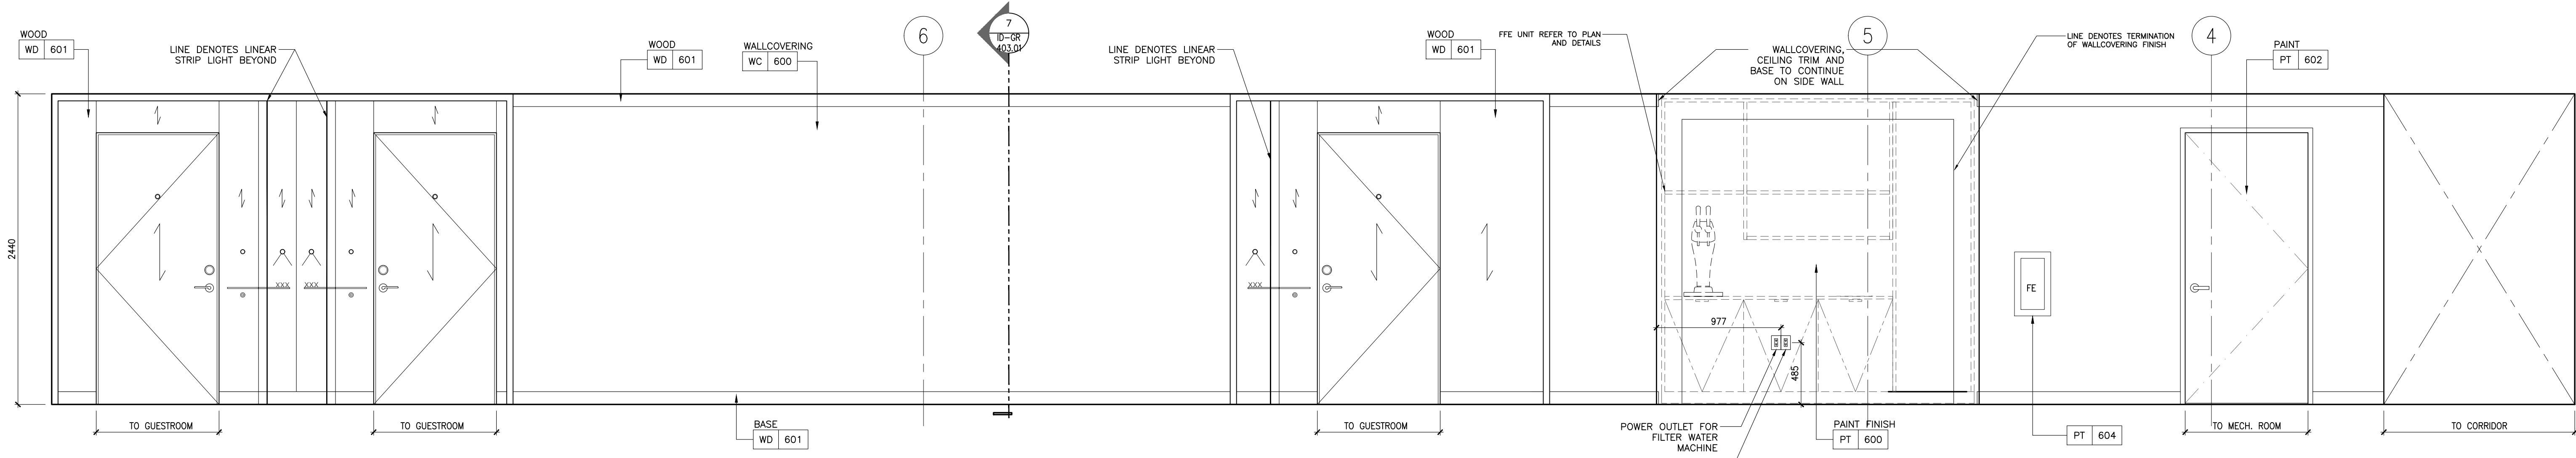 WOOD
WD 601
LINE DENOTES LINEAR
STRIP LIGHT BEYOND
WOOD
WD 601
WALLCOVERING
WC 600
6
7
ID-GR
403.01
LINE DENOTES LINEAR
STRIP LIGHT BEYOND
WOOD
WD 601
FFE UNIT REFER TO PLAN
AND DETAILS
WALLCOVERING,
CEILING TRIM AND
BASE TO CONTINUE
ON SIDE WALL
5
LINE DENOTES TERMINATION
OF WALLCOVERING FINISH
4
PAINT
PT 602
2440
XXX
XXX
XXX
X
FE
977
485
TO GUESTROOM
TO GUESTROOM
BASE
WD 601
TO GUESTROOM
POWER OUTLET FOR
FILTER WATER
MACHINE
PAINT FINISH
PT 600
PT 604
TO MECH. ROOM
TO CORRIDOR